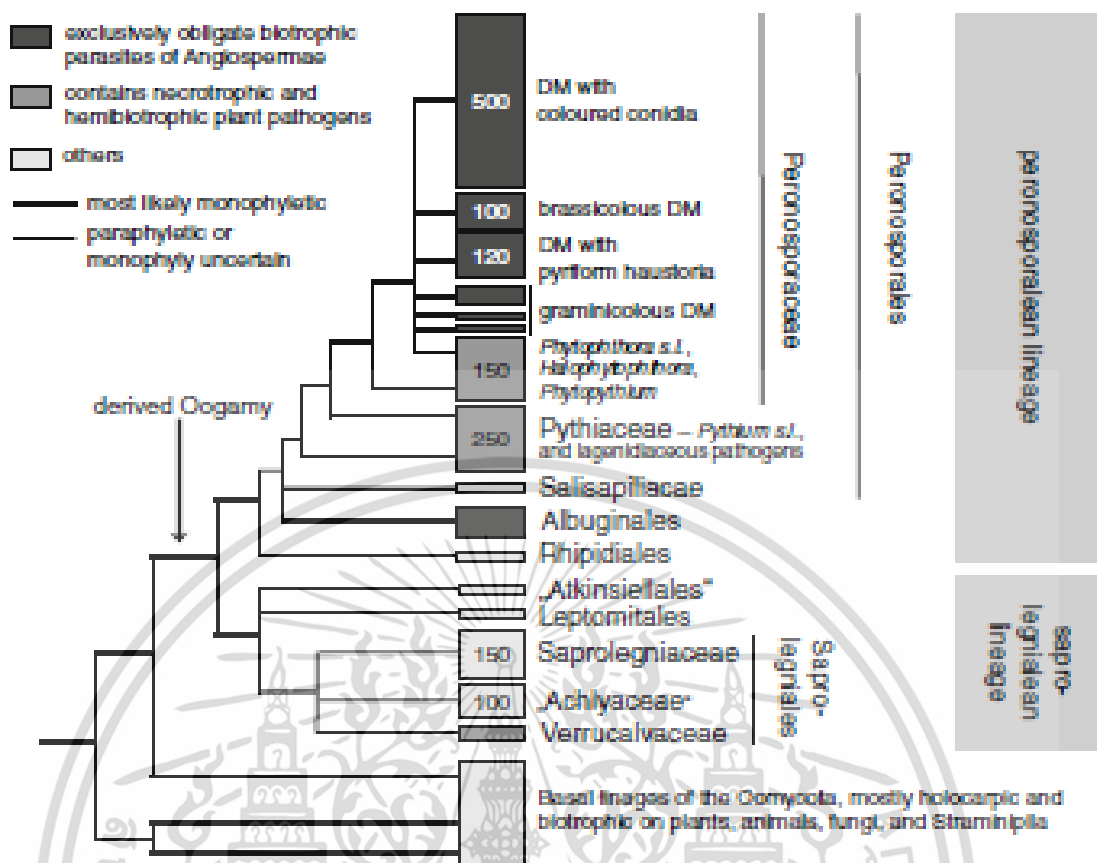 exclusively obligate biotrophic
parasites of Angiospermae
contains necrotrophic and
hemibiotrophic plant pathogens
others
most likely monophyletic
paraphyletic or
monophyly uncertain
derived Oogamy
500
DM with
coloured conidia
100
brassicolous DM
DM with
pyriform haustoria
graminicolous DM
150
Phytophthora s.l.,
Halophytophthora,
Phytopythium
250
Pythiaceae – Pythium s.l.,
and lagenidiaceous pathogens
Salisapiliaceae
Albuginales
Rhipidiales
„Atkinsiellales"
Leptomitales
150
Saprolegniaceae
100
„Achlyaceae"
Verrucalvaceae
Basal linages of the Oomycota, mostly holocarpic and
biotrophic on plants, animals, fungi, and Straminipila
Peronosporaceae
Peronosporales
peronosporalean lineage
Sapro-
legniales
sapro-
legnialean
lineage